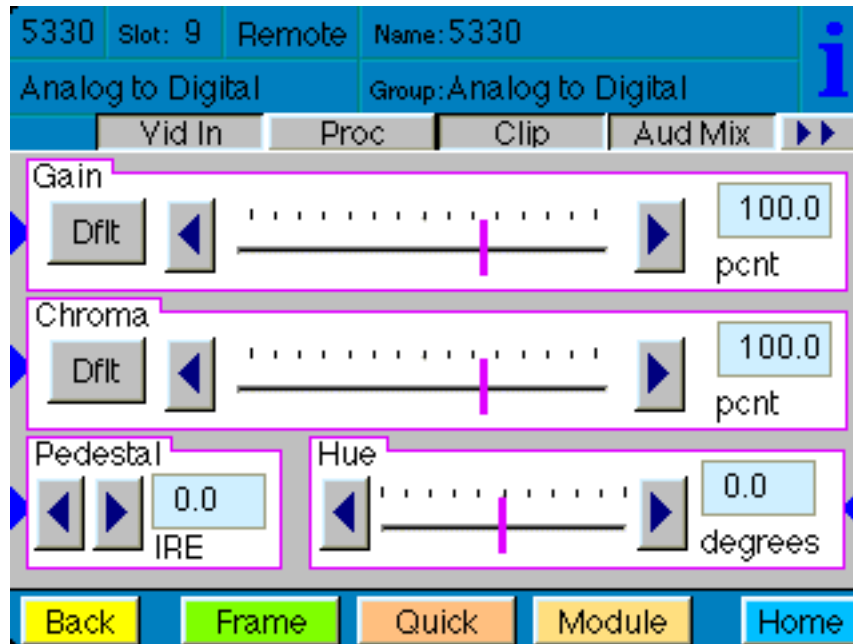 5330 Slot: 9 Remote Name: 5330
i
Analog to Digital Group: Analog to Digital
Vid In Proc Clip Aud Mix
Gain
Dflt 100.0
pcnt
Chroma
Dflt 100.0
pcnt
Pedestal Hue
0.0 0.0
IRE degrees
Back Frame Quick Module Home